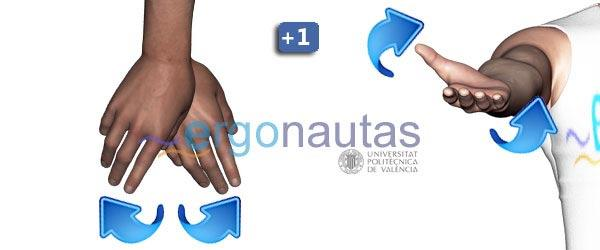 +1
ergonautas
UNIVERSITAT
POLITÈCNICA
DE VALÈNCIA